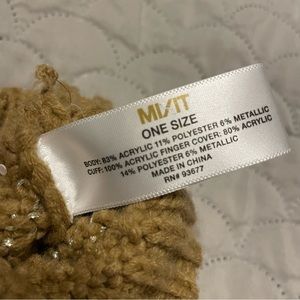 MIXIT
ONE SIZE
BODY: 83% ACRYLIC 11% POLYESTER 6% METALLIC
CUFF: 100% ACRYLIC FINGER COVER: 80% ACRYLIC
14% POLYESTER 6% METALLIC
MADE IN CHINA
RN# 93677